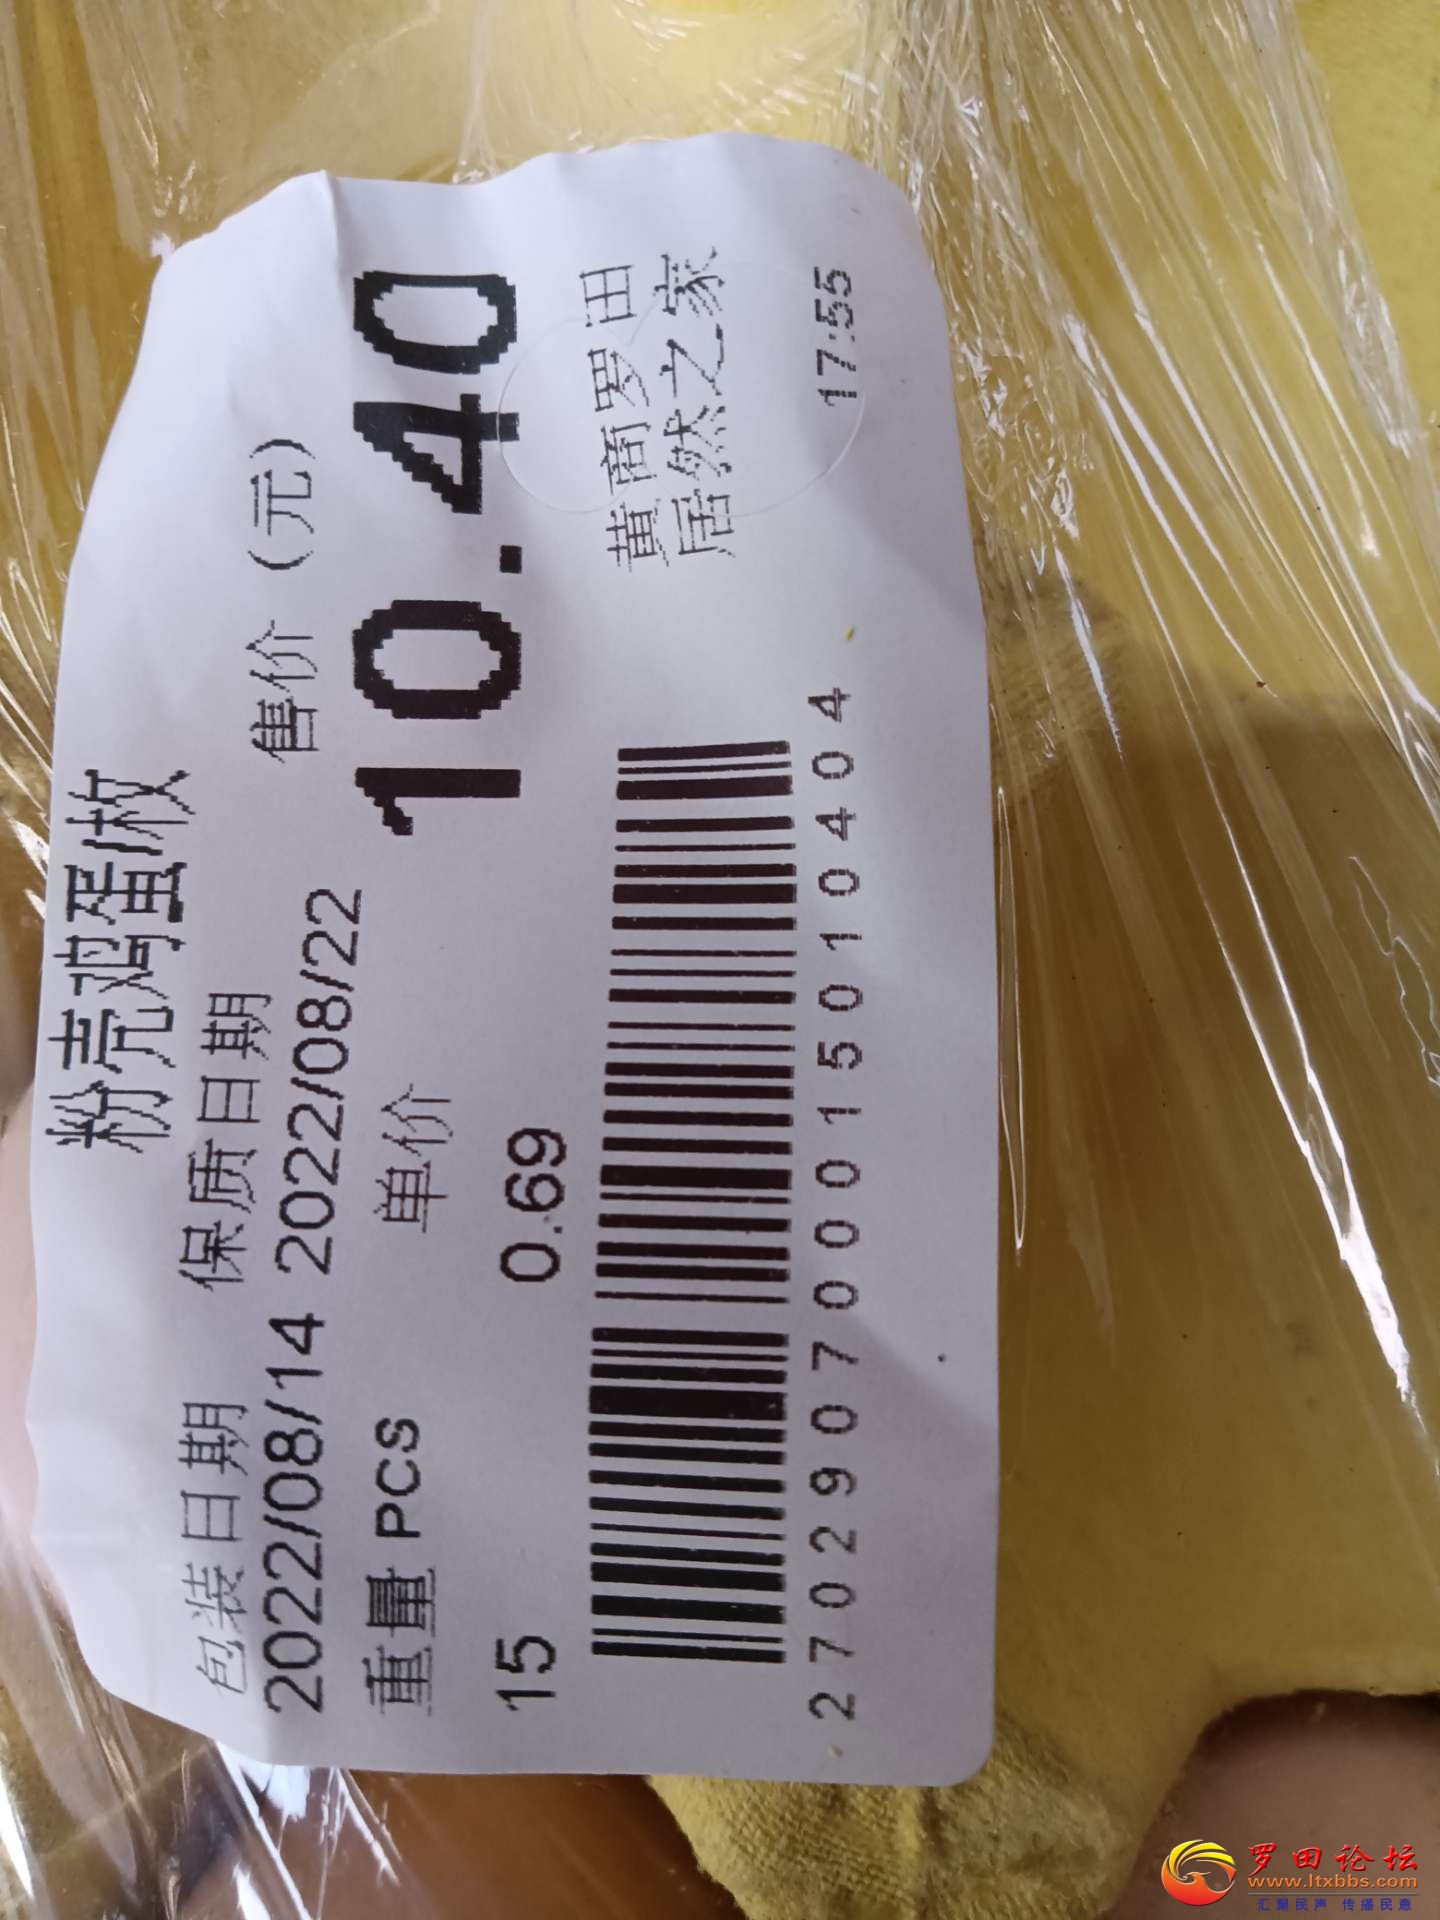 粉壳鸡蛋/枚
包装日期 保质日期 售价(元)
2022/08/14 2022/08/22
重量 PCS 单价 10.40
15 0.69
黄商罗田
居然之家
17:55
270290700015010404
罗田论坛
www.ltxbbs.com
汇聚民声 传播民意